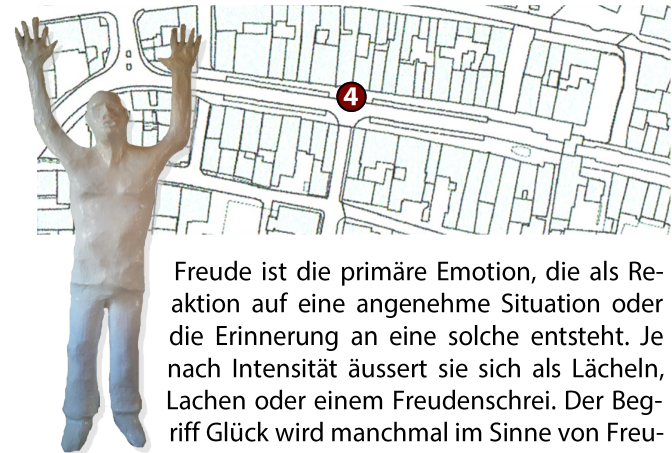 4
Freude ist die primäre Emotion, die als Re-
aktion auf eine angenehme Situation oder
die Erinnerung an eine solche entsteht. Je
nach Intensität äussert sie sich als Lächeln,
Lachen oder einem Freudenschrei. Der Beg-
riff Glück wird manchmal im Sinne von Freu-